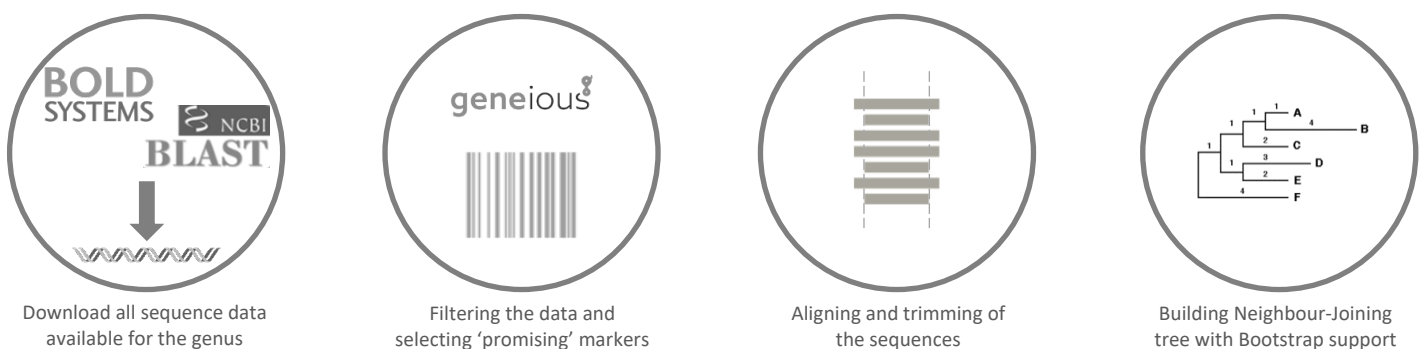 BOLD
SYSTEMS
NCBI
BLAST
Download all sequence data
available for the genus
geneious
Filtering the data and
selecting ‘promising’ markers
Aligning and trimming of
the sequences
1
1
A
4
B
1
1
2
C
3
D
1
2
E
4
F
Building Neighbour-Joining
tree with Bootstrap support